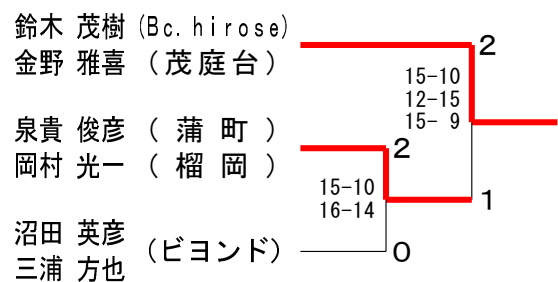 鈴木 茂樹 (Bc.hirose)
金野 雅喜 (茂庭台)
2
15-10
12-15
15- 9
泉貴 俊彦 ( 蒲 町 )
岡村 光一 ( 榴 岡 )
2
15-10
16-14
1
沼田 英彦
三浦 方也
(ビヨンド)
0